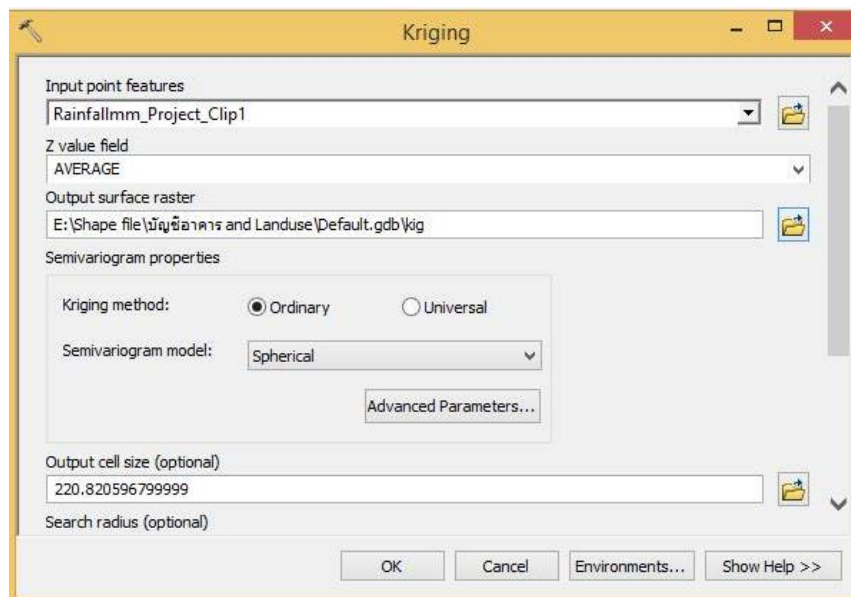 Kriging
Input point features
Rainfallmm_Project_Clip1
Z value field
AVERAGE
Output surface raster
E:\Shape file\บัญชีอาคาร and Landuse\Default.gdb\kig
Semivariogram properties
Kriging method: Ordinary Universal
Semivariogram model: Spherical
Advanced Parameters...
Output cell size (optional)
220.820596799999
Search radius (optional)
OK Cancel Environments... Show Help >>